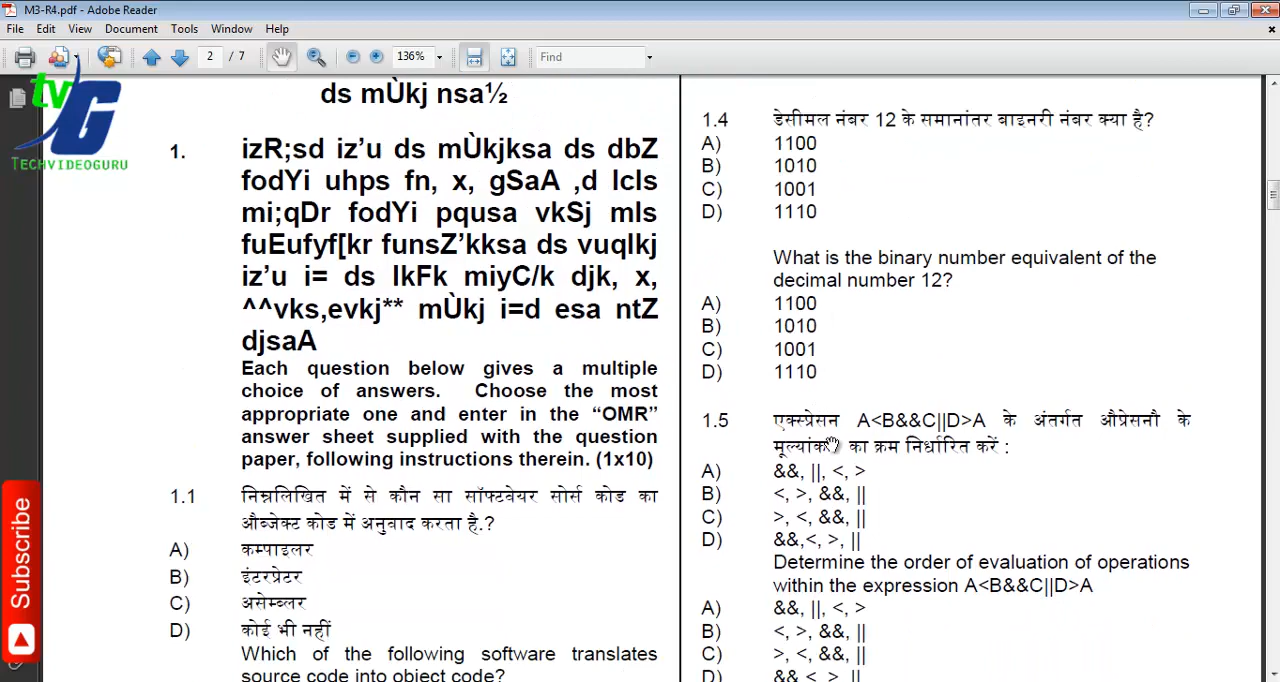 M3-R4.pdf - Adobe Reader
File Edit View Document Tools Window Help
2 / 7 136% Find
tvG
TECHVIDEOGURU
Subscribe
ds mÙkj nsa½
1. izR;sd iz'u ds mÙkjksa ds dbZ
fodYi uhps fn, x, gSaA ,d lcls
mi;qDr fodYi pqusa vkSj mls
fuEufyf[kr funsZ'kksa ds vuqlkj
iz'u i= ds lkFk miyC/k djk, x,
^^vks,evkj** mÙkj i=d esa ntZ
djsaA
Each question below gives a multiple
choice of answers. Choose the most
appropriate one and enter in the “OMR”
answer sheet supplied with the question
paper, following instructions therein. (1x10)
1.1 निम्नलिखित में से कौन सा सॉफ्टवेयर सोर्स कोड का
औब्जेक्ट कोड में अनुबाद करता है.?
A) कम्पाइलर
B) इंटरप्रेटर
C) असेम्ब्लर
D) कोई भी नहीं
Which of the following software translates
source code into object code?
1.4 डेसीमल नंबर 12 के समानांतर बाइनरी नंबर क्या है?
A) 1100
B) 1010
C) 1001
D) 1110
What is the binary number equivalent of the
decimal number 12?
A) 1100
B) 1010
C) 1001
D) 1110
1.5 एक्स्प्रेसन A<B&&C||D>A के अंतर्गत औप्रेसनौ के
मूल्यांकन का क्रम निर्धारित करें :
A) &&, ||, <, >
B) <, >, &&, ||
C) >, <, &&, ||
D) &&,<, >, ||
Determine the order of evaluation of operations
within the expression A<B&&C||D>A
A) &&, ||, <, >
B) <, >, &&, ||
C) >, <, &&, ||
D) &&,<, >, ||